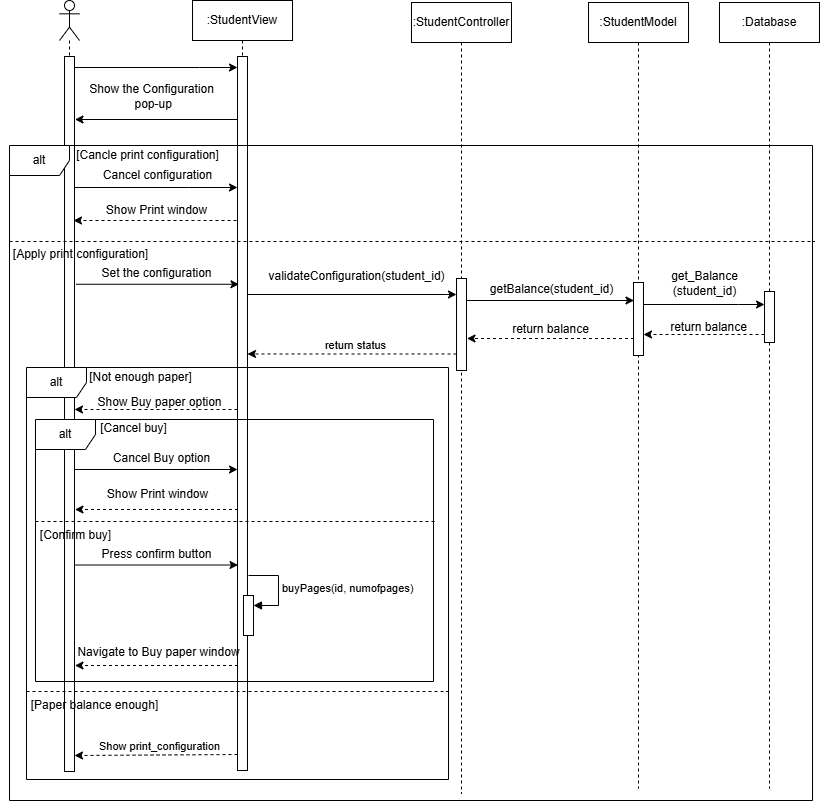 :StudentView
:StudentController
:StudentModel
:Database
Show the Configuration
pop-up
alt
[Cancle print configuration]
Cancel configuration
Show Print window
[Apply print configuration]
Set the configuration
validateConfiguration(student_id)
getBalance(student_id)
get_Balance
(student_id)
return balance
return balance
return status
alt
[Not enough paper]
Show Buy paper option
alt
[Cancel buy]
Cancel Buy option
Show Print window
[Confirm buy]
Press confirm button
buyPages(id, numofpages)
Navigate to Buy paper window
[Paper balance enough]
Show print_configuration